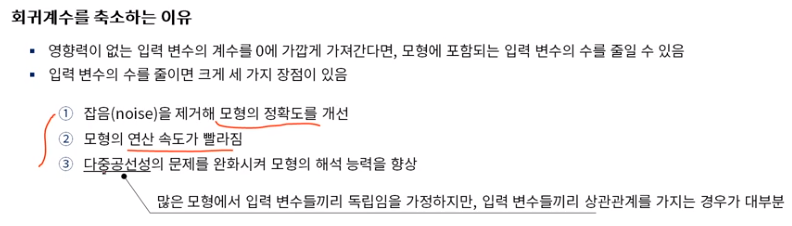 회귀계수를 축소하는 이유
▪ 영향력이 없는 입력 변수의 계수를 0에 가깝게 가져간다면, 모형에 포함되는 입력 변수의 수를 줄일 수 있음
▪ 입력 변수의 수를 줄이면 크게 세 가지 장점이 있음
① 잡음(noise)을 제거해 모형의 정확도를 개선
② 모형의 연산 속도가 빨라짐
③ 다중공선성의 문제를 완화시켜 모형의 해석 능력을 향상
많은 모형에서 입력 변수들끼리 독립임을 가정하지만, 입력 변수들끼리 상관관계를 가지는 경우가 대부분